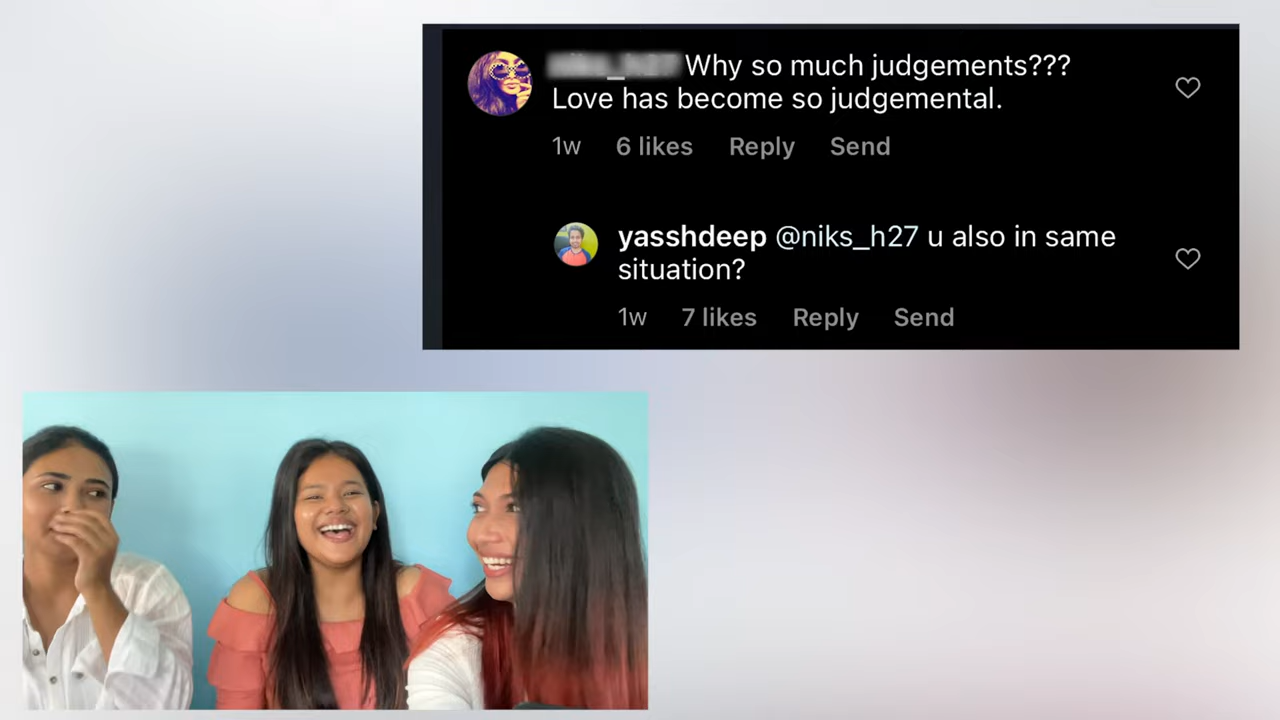 Why so much judgements???
Love has become so judgemental.
1w 6 likes Reply Send
yasshdeep @niks_h27 u also in same
situation?
1w 7 likes Reply Send